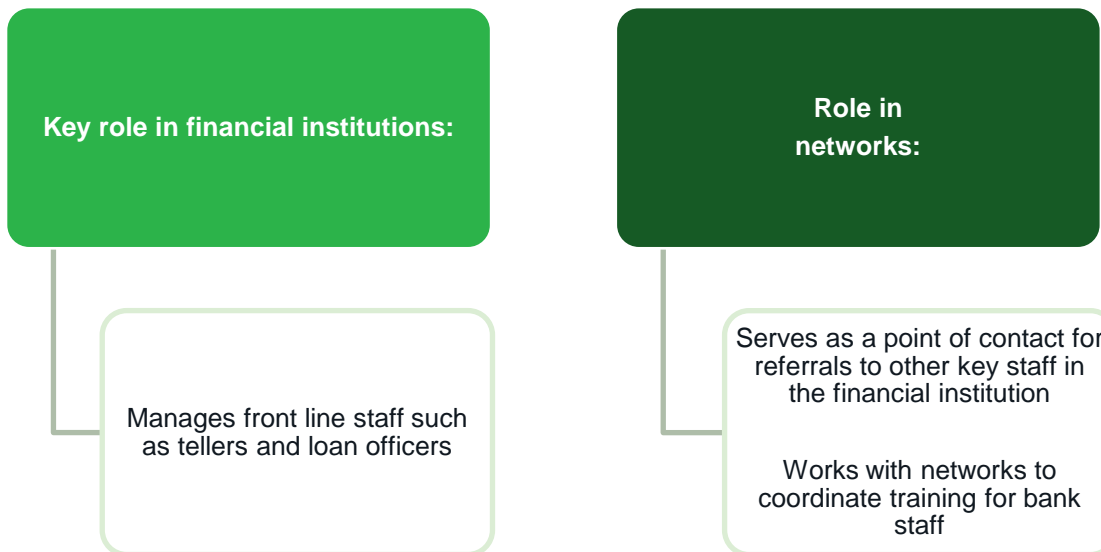 Key role in financial institutions:
Manages front line staff such
as tellers and loan officers
Role in
networks:
Serves as a point of contact for
referrals to other key staff in
the financial institution
Works with networks to
coordinate training for bank
staff